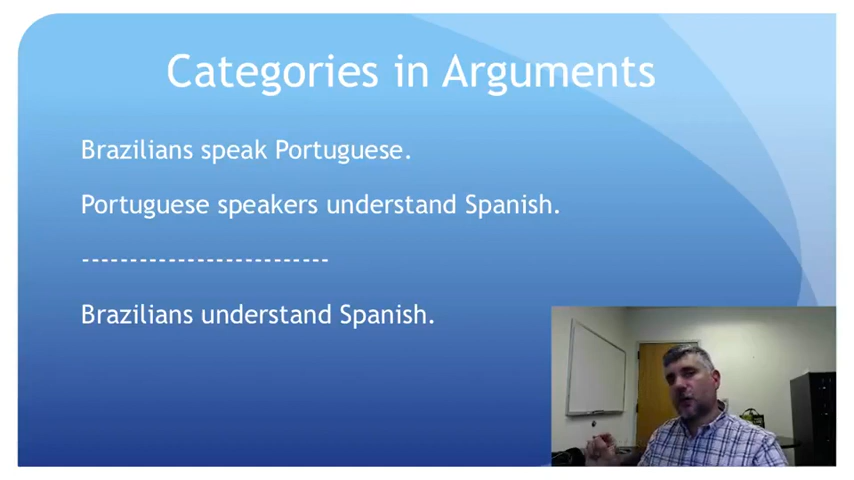 Categories in Arguments
Brazilians speak Portuguese.
Portuguese speakers understand Spanish.
--------------------------
Brazilians understand Spanish.